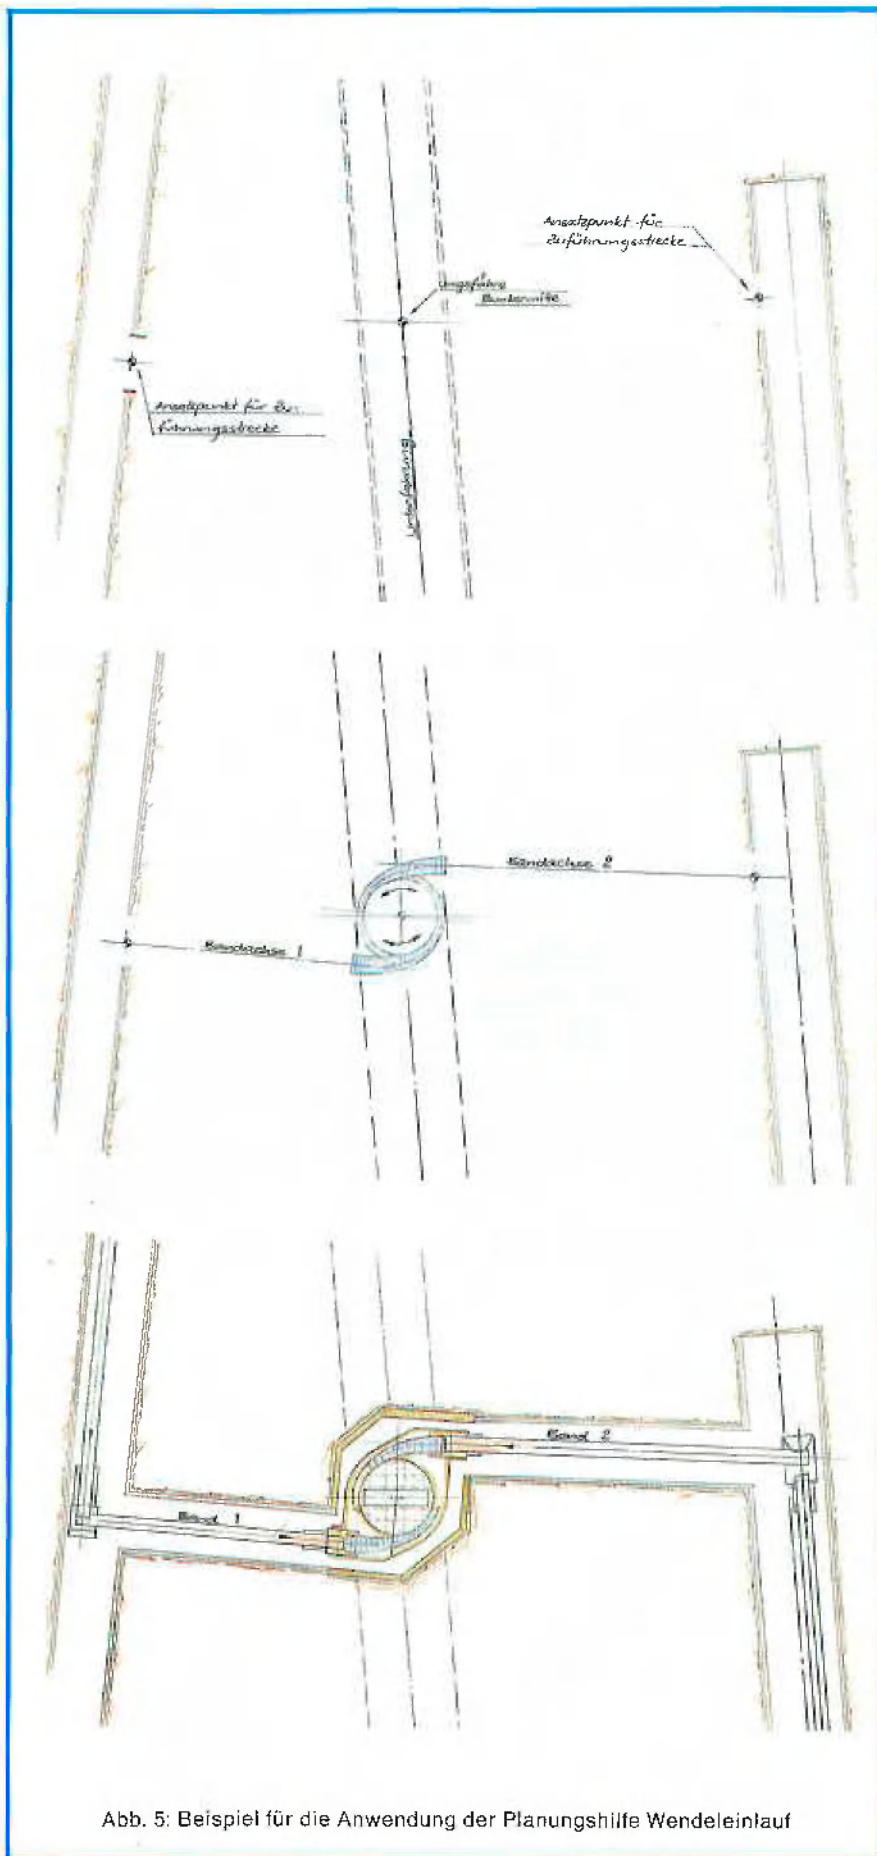 Ansatzpunkt für
Zuführungsstrecke
Ungefähre
Bunkermitte
Ansatzpunkt für Zu-
führungsstrecke
Unterfahrung
Bandachse 2
Bandachse 1
Band 2
Band 1
Abb. 5: Beispiel für die Anwendung der Planungshilfe Wendeleinlauf